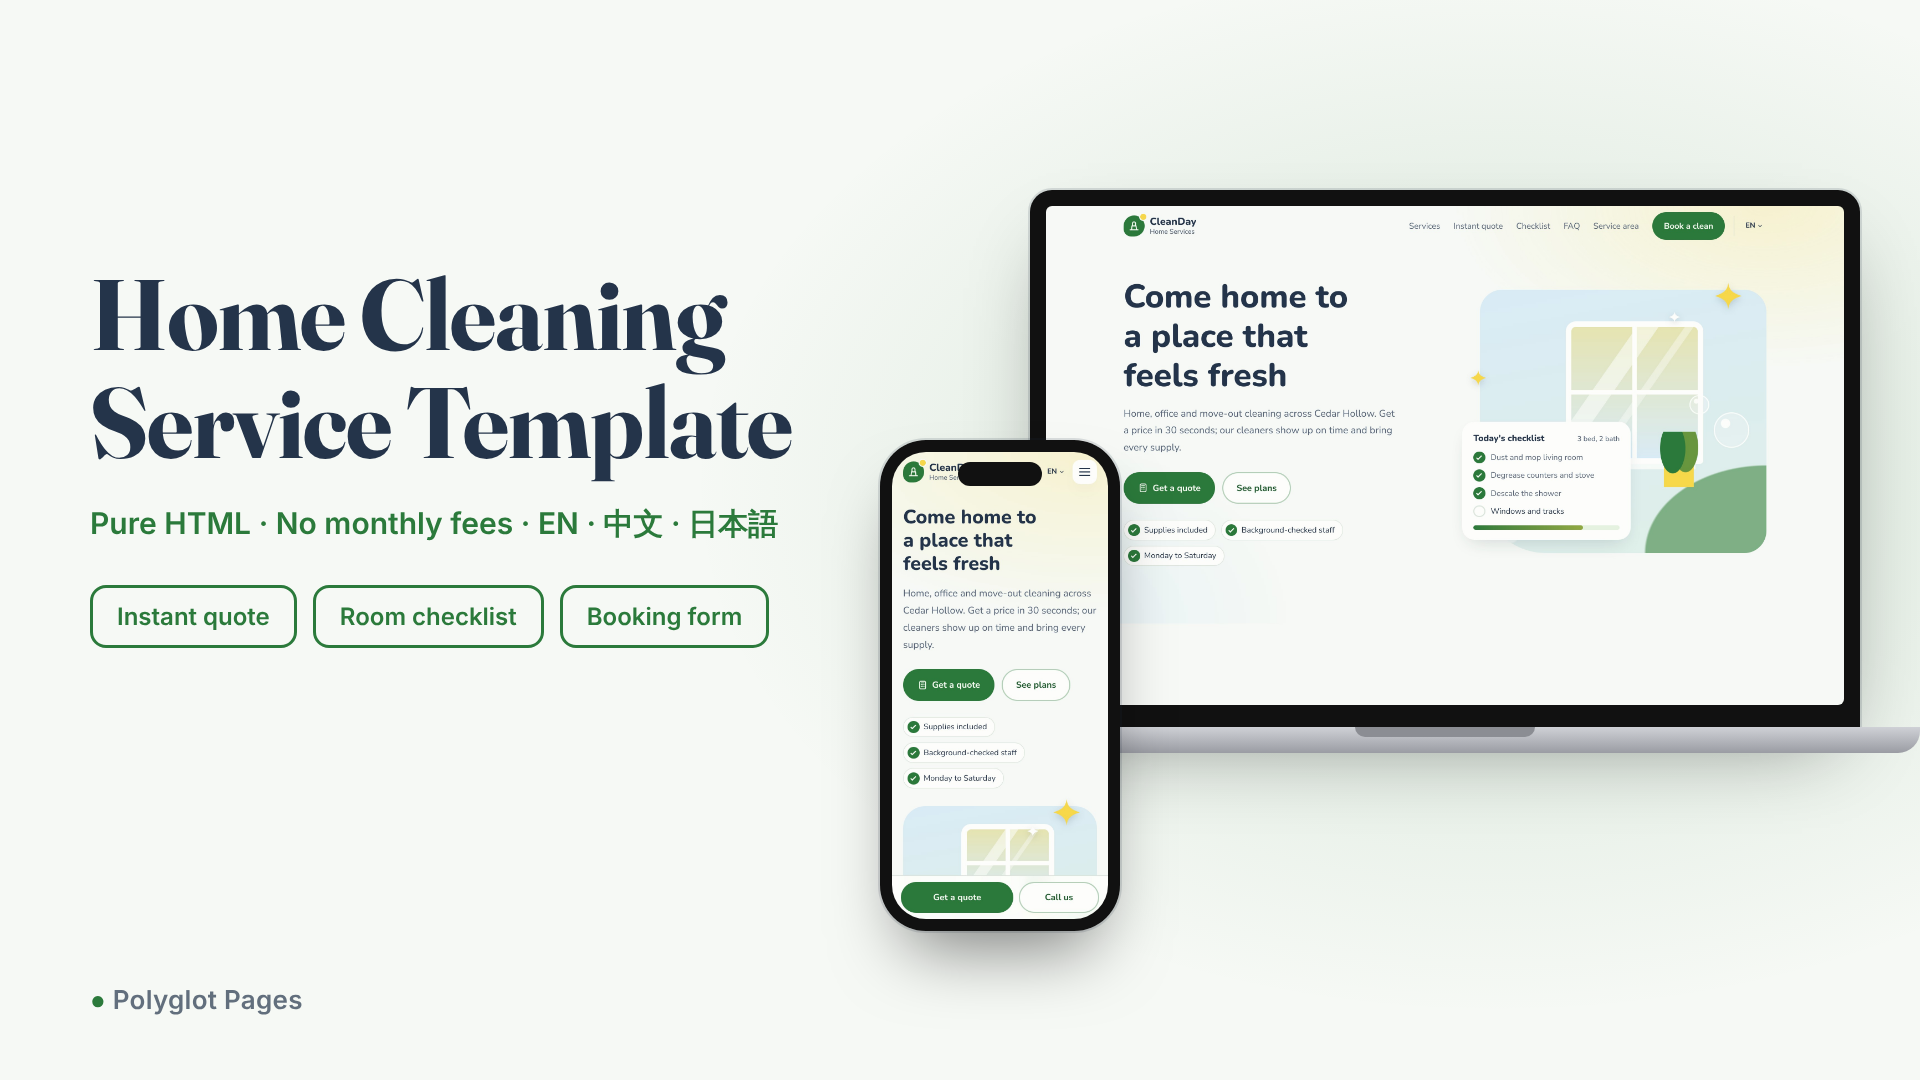 Home Cleaning
Service Template
Pure HTML · No monthly fees · EN · 中文 · 日本語
Instant quote
Room checklist
Booking form
Polyglot Pages
CleanDay
Home Services
Services
Instant quote
Checklist
FAQ
Service area
Book a clean
EN
Come home to
a place that
feels fresh
Home, office and move-out cleaning across Cedar Hollow. Get
a price in 30 seconds; our cleaners show up on time and bring
every supply.
Get a quote
See plans
Supplies included
Background-checked staff
Monday to Saturday
Today's checklist
3 bed, 2 bath
Dust and mop living room
Degrease counters and stove
Descale the shower
Windows and tracks
EN
Come home to
a place that
feels fresh
Home, office and move-out cleaning across
Cedar Hollow. Get a price in 30 seconds; our
cleaners show up on time and bring every
supply.
Get a quote
See plans
Supplies included
Background-checked staff
Monday to Saturday
Get a quote
Call us